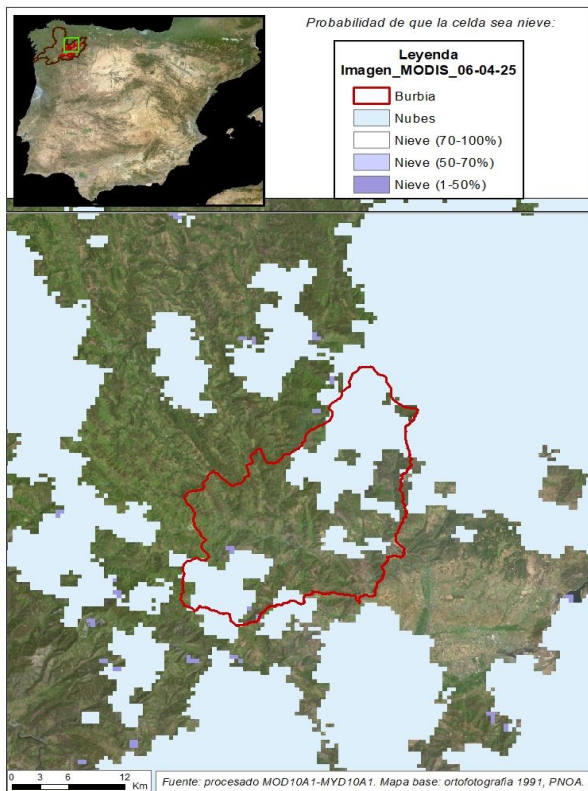 Probabilidad de que la celda sea nieve:
Leyenda
Imagen_MODIS_06-04-25
Burbia
Nubes
Nieve (70-100%)
Nieve (50-70%)
Nieve (1-50%)
0 3 6 12
Km
Fuente: procesado MOD10A1-MYD10A1. Mapa base: ortofotografía 1991, PNOA.